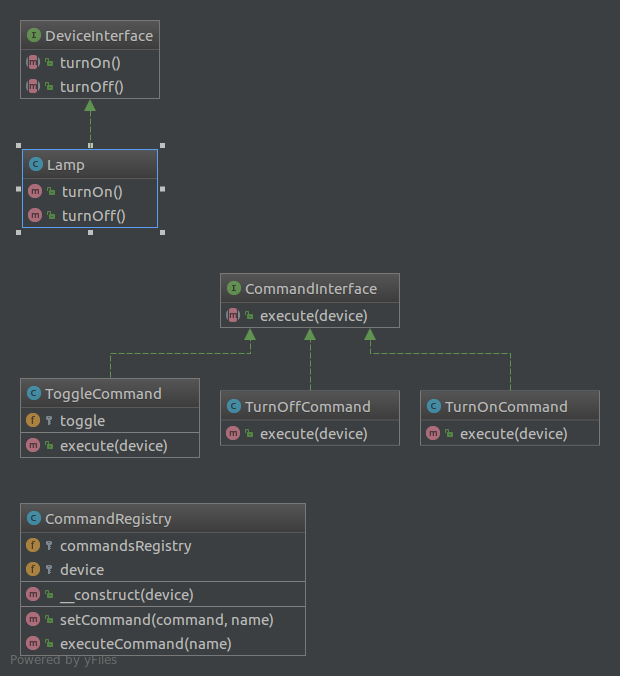 DeviceInterface
turnOn()
turnOff()
Lamp
turnOn()
turnOff()
CommandInterface
execute(device)
ToggleCommand
toggle
execute(device)
TurnOffCommand
execute(device)
TurnOnCommand
execute(device)
CommandRegistry
commandsRegistry
device
__construct(device)
setCommand(command, name)
executeCommand(name)
Powered by yFiles